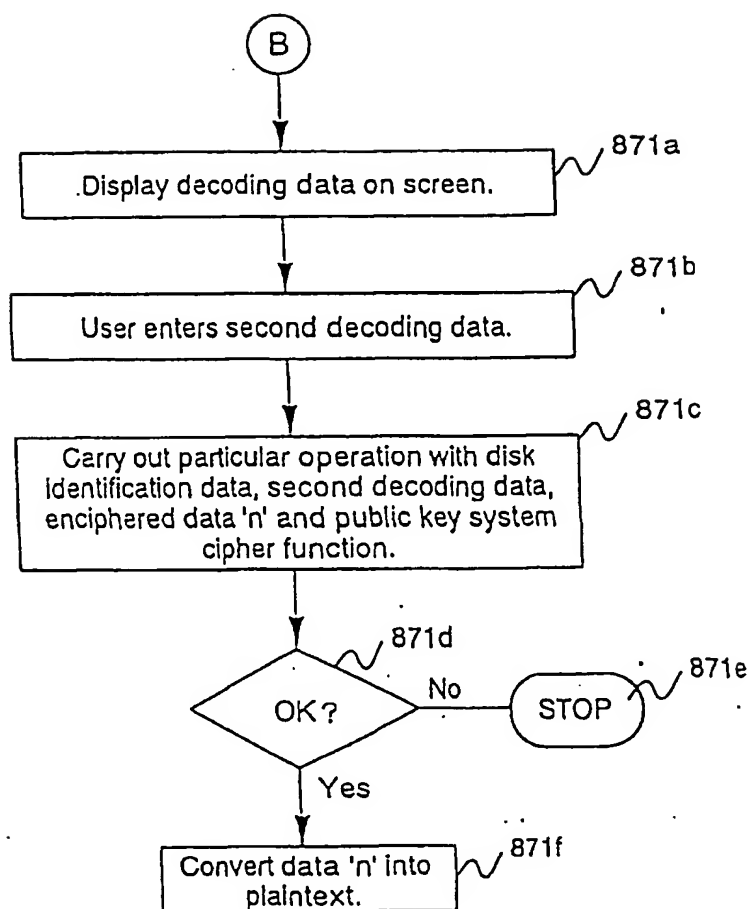 B
871a
Display decoding data on screen.
871b
User enters second decoding data.
871c
Carry out particular operation with disk
identification data, second decoding data,
enciphered data 'n' and public key system
cipher function.
871d
OK?
No
STOP
871e
Yes
871f
Convert data 'n' into
plaintext.